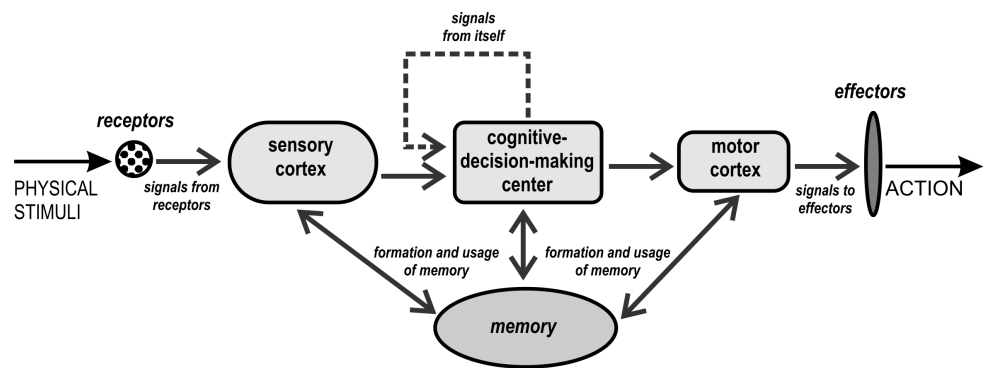 signals
from itself
effectors
receptors
sensory
cortex
cognitive-
-decision-making
center
motor
cortex
PHYSICAL
STIMULI
signals from
receptors
signals to
effectors
ACTION
formation and usage
of memory
formation and usage
of memory
memory